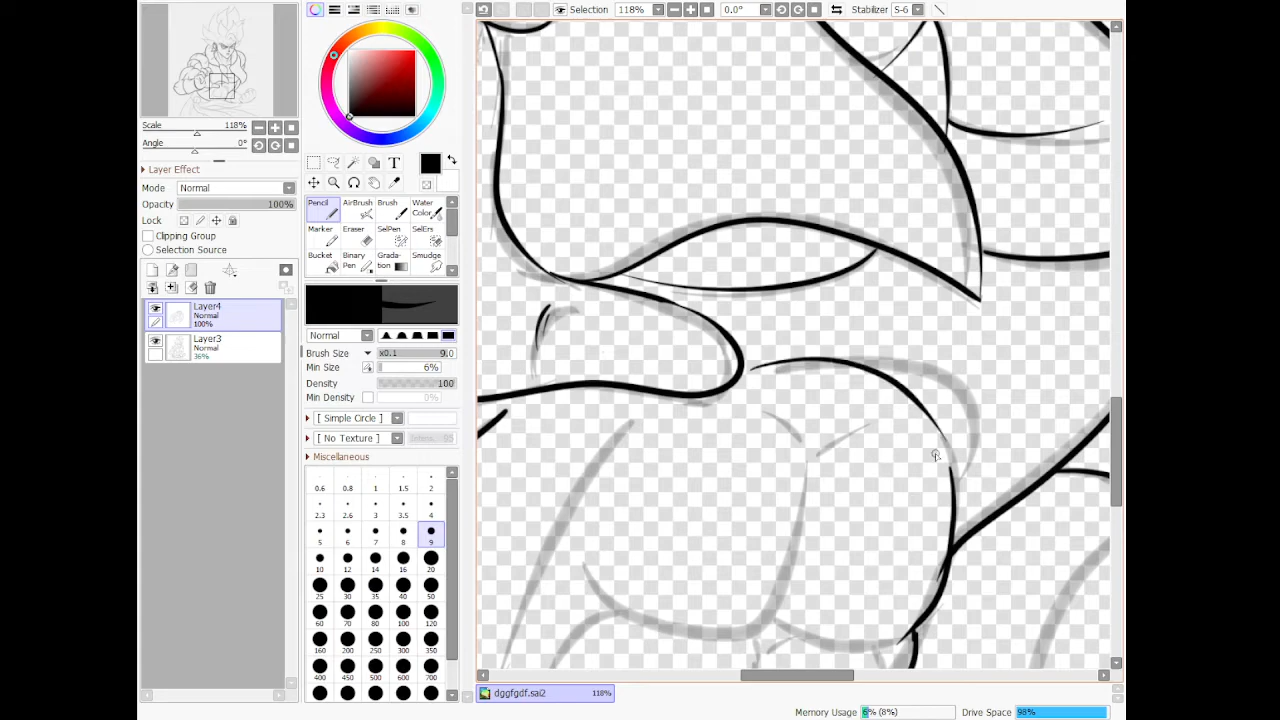 Selection 118% 0.0° Stabilizer S-6
Scale 118%
Angle 0°
Layer Effect
Mode Normal
Opacity 100%
Lock
Clipping Group
Selection Source
Layer4
Normal
100%
Layer3
Normal
36%
T
Pencil AirBrush Brush Water Color
Marker Eraser SelPen SelErs
Bucket Binary Pen Grada-tion Smudge
Normal
Brush Size x0.1 9.0
Min Size 6%
Density 100
Min Density 0%
[ Simple Circle ]
[ No Texture ]
Miscellaneous
0.6 0.8 1 1.5 2
2.3 2.6 3 3.5 4
5 6 7 8 9
10 12 14 16 20
25 30 35 40 50
60 70 80 100 120
160 200 250 300 350
400 450 500 600 700
dggfgdf.sai2 118%
Memory Usage 6% (8%) Drive Space 98%